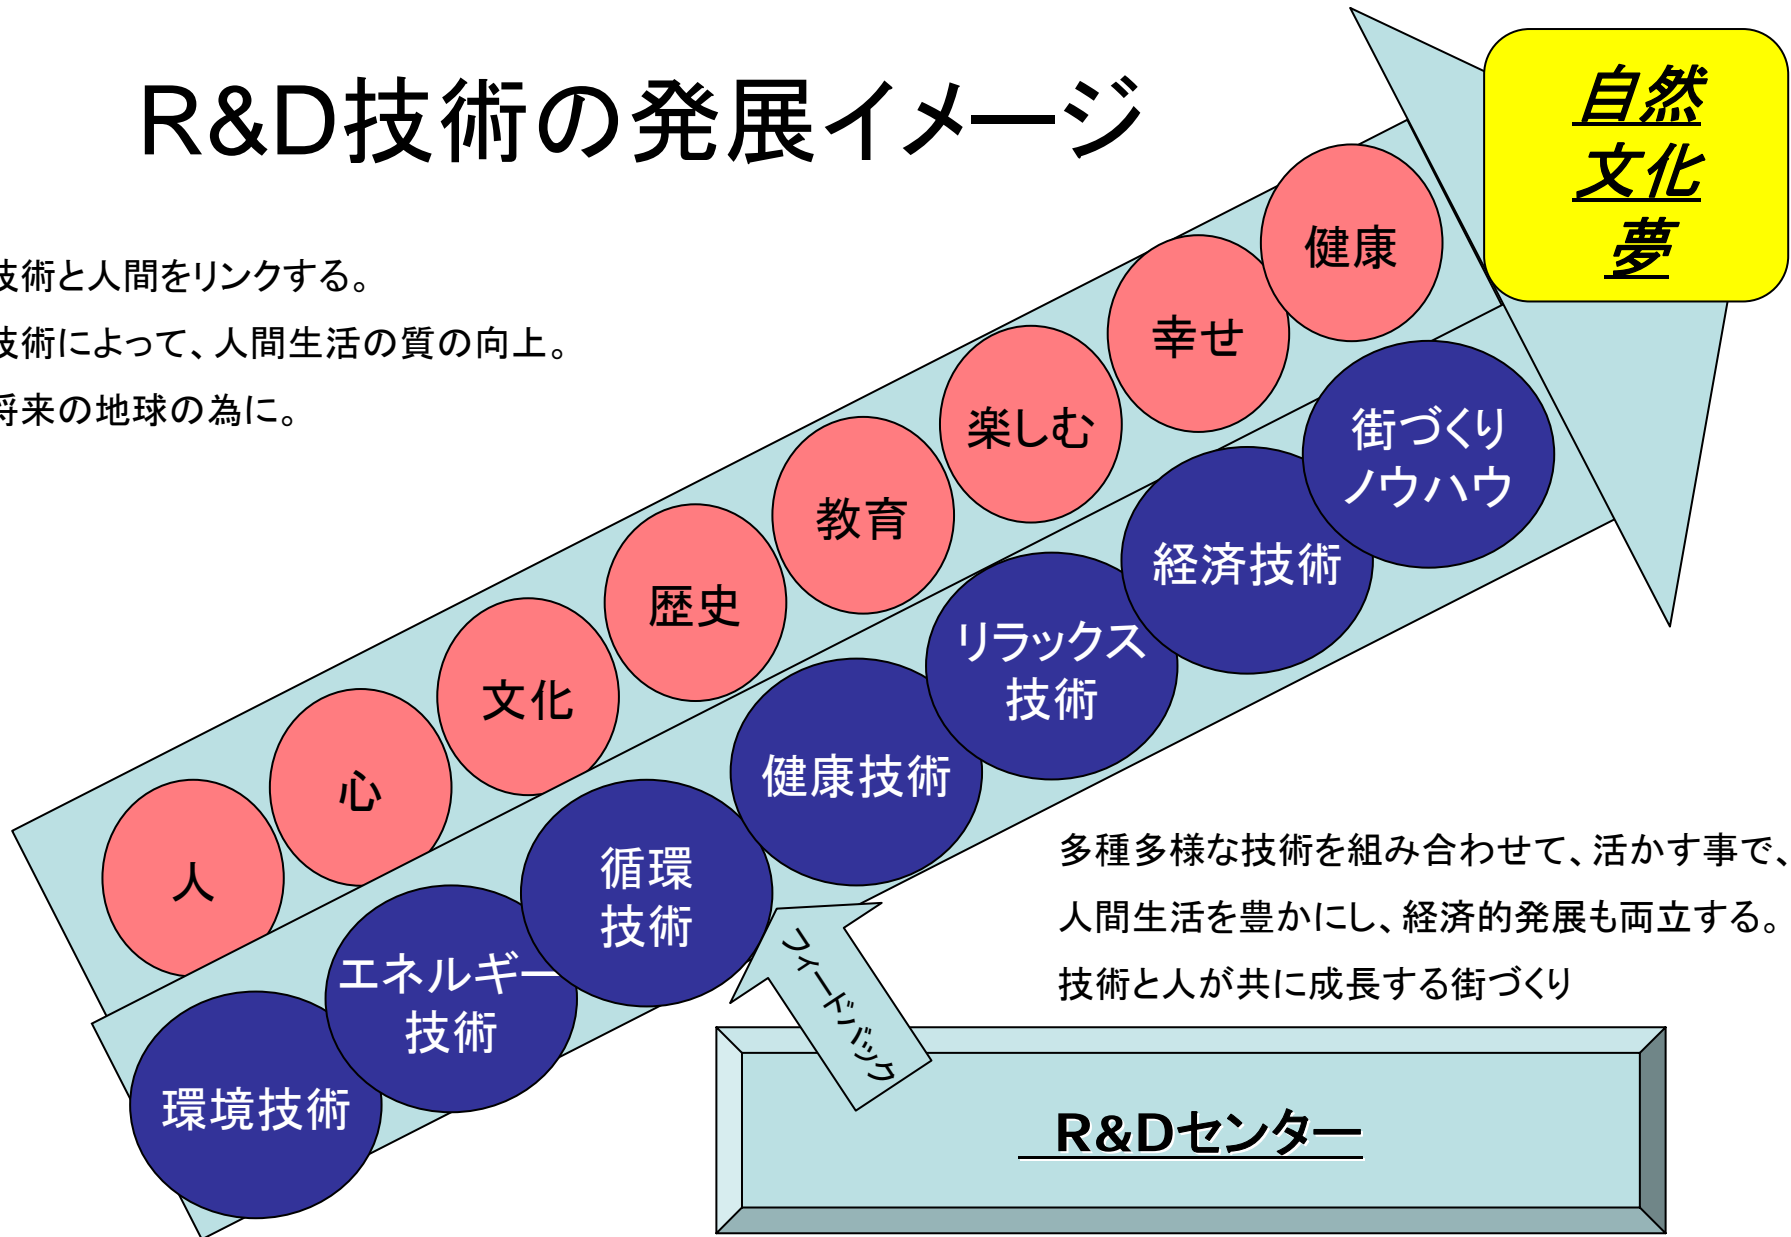 R&D技術の発展イメージ
自然
文化
夢
技術と人間をリンクする。
技術によって、人間生活の質の向上。
将来の地球の為に。
人
心
文化
歴史
教育
楽しむ
幸せ
健康
環境技術
エネルギー
技術
循環
技術
健康技術
リラックス
技術
経済技術
街づくり
ノウハウ
多種多様な技術を組み合わせて、活かす事で、
人間生活を豊かにし、経済的発展も両立する。
技術と人が共に成長する街づくり
フィードバック
R&Dセンター